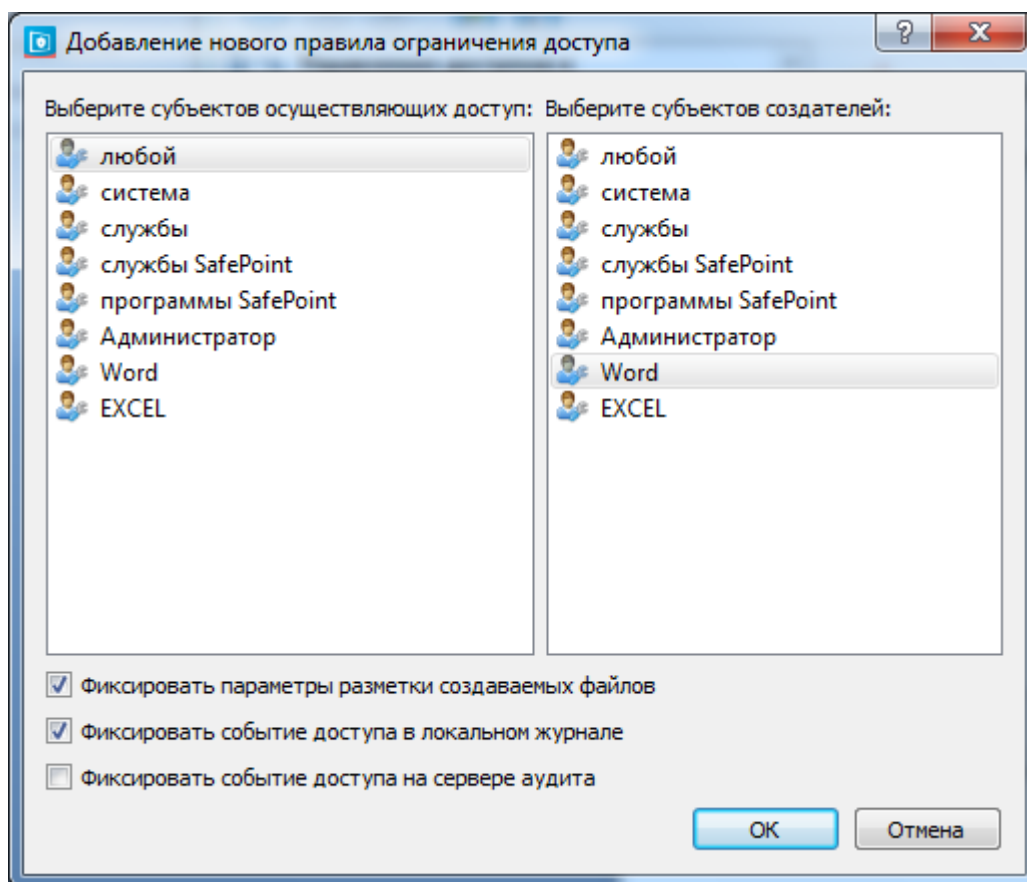 Добавление нового правила ограничения доступа
Выберите субъектов осуществляющих доступ:
любой
система
службы
службы SafePoint
программы SafePoint
Администратор
Word
EXCEL
Выберите субъектов создателей:
любой
система
службы
службы SafePoint
программы SafePoint
Администратор
Word
EXCEL
Фиксировать параметры разметки создаваемых файлов
Фиксировать событие доступа в локальном журнале
Фиксировать событие доступа на сервере аудита
ОК
Отмена